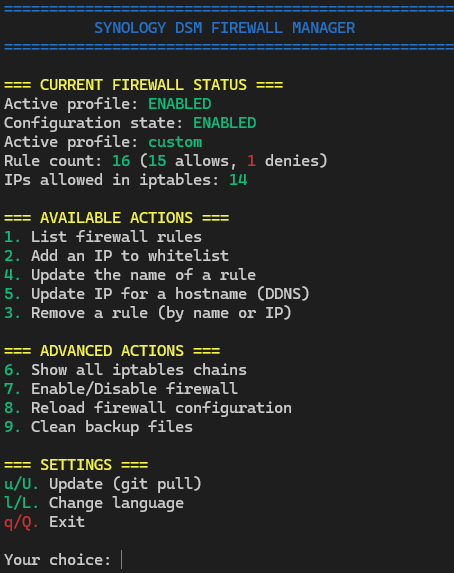 ==================================================
SYNOLOGY DSM FIREWALL MANAGER
==================================================
=== CURRENT FIREWALL STATUS ===
Active profile: ENABLED
Configuration state: ENABLED
Active profile: custom
Rule count: 16 (15 allows, 1 denies)
IPs allowed in iptables: 14
=== AVAILABLE ACTIONS ===
1. List firewall rules
2. Add an IP to whitelist
4. Update the name of a rule
5. Update IP for a hostname (DDNS)
3. Remove a rule (by name or IP)
=== ADVANCED ACTIONS ===
6. Show all iptables chains
7. Enable/Disable firewall
8. Reload firewall configuration
9. Clean backup files
=== SETTINGS ===
u/U. Update (git pull)
l/L. Change language
q/Q. Exit
Your choice: